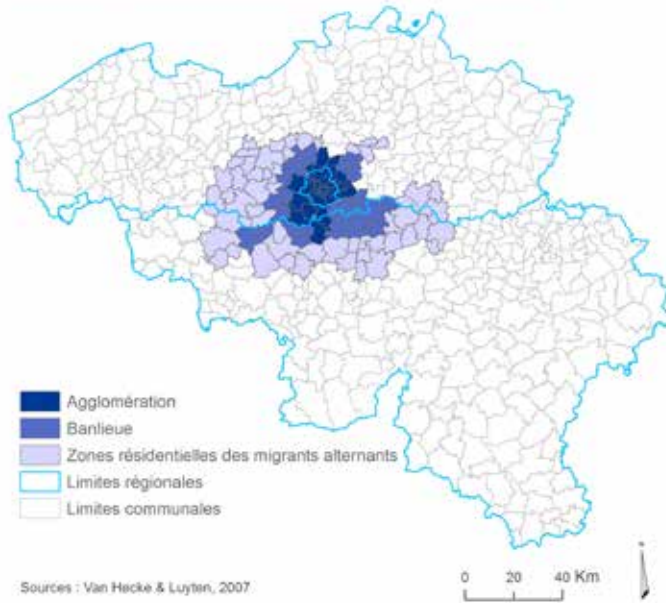 Agglomération
Banlieue
Zones résidentielles des migrants alternants
Limites régionales
Limites communales
Sources : Van Hecke & Luyten, 2007
0 20 40 Km